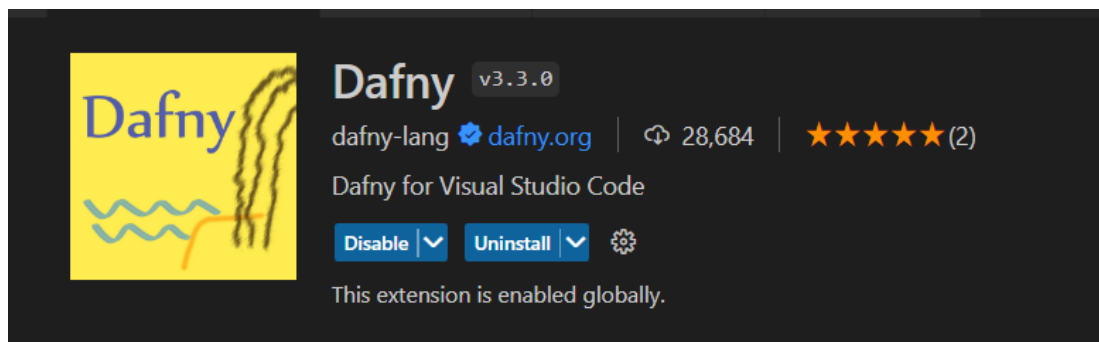 Dafny
Dafny v3.3.0
dafny-lang dafny.org 28,684 ★★★★★(2)
Dafny for Visual Studio Code
Disable Uninstall
This extension is enabled globally.